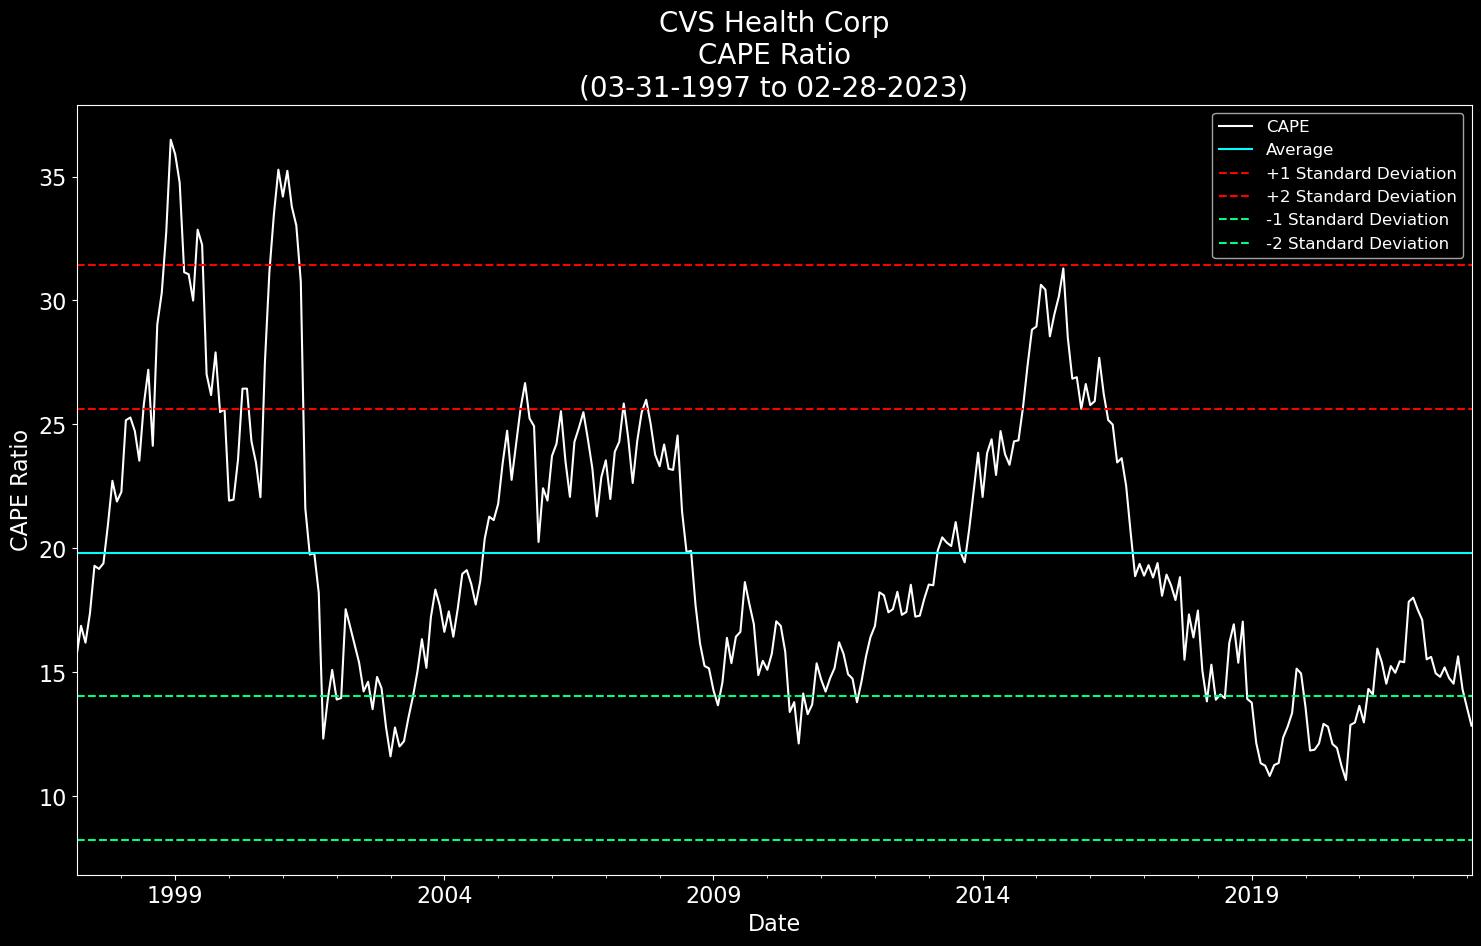 CVS Health Corp
CAPE Ratio
(03-31-1997 to 02-28-2023)
CAPE
Average
+1 Standard Deviation
+2 Standard Deviation
-1 Standard Deviation
-2 Standard Deviation
35
30
25
20
15
10
CAPE Ratio
1999 2004 2009 2014 2019
Date